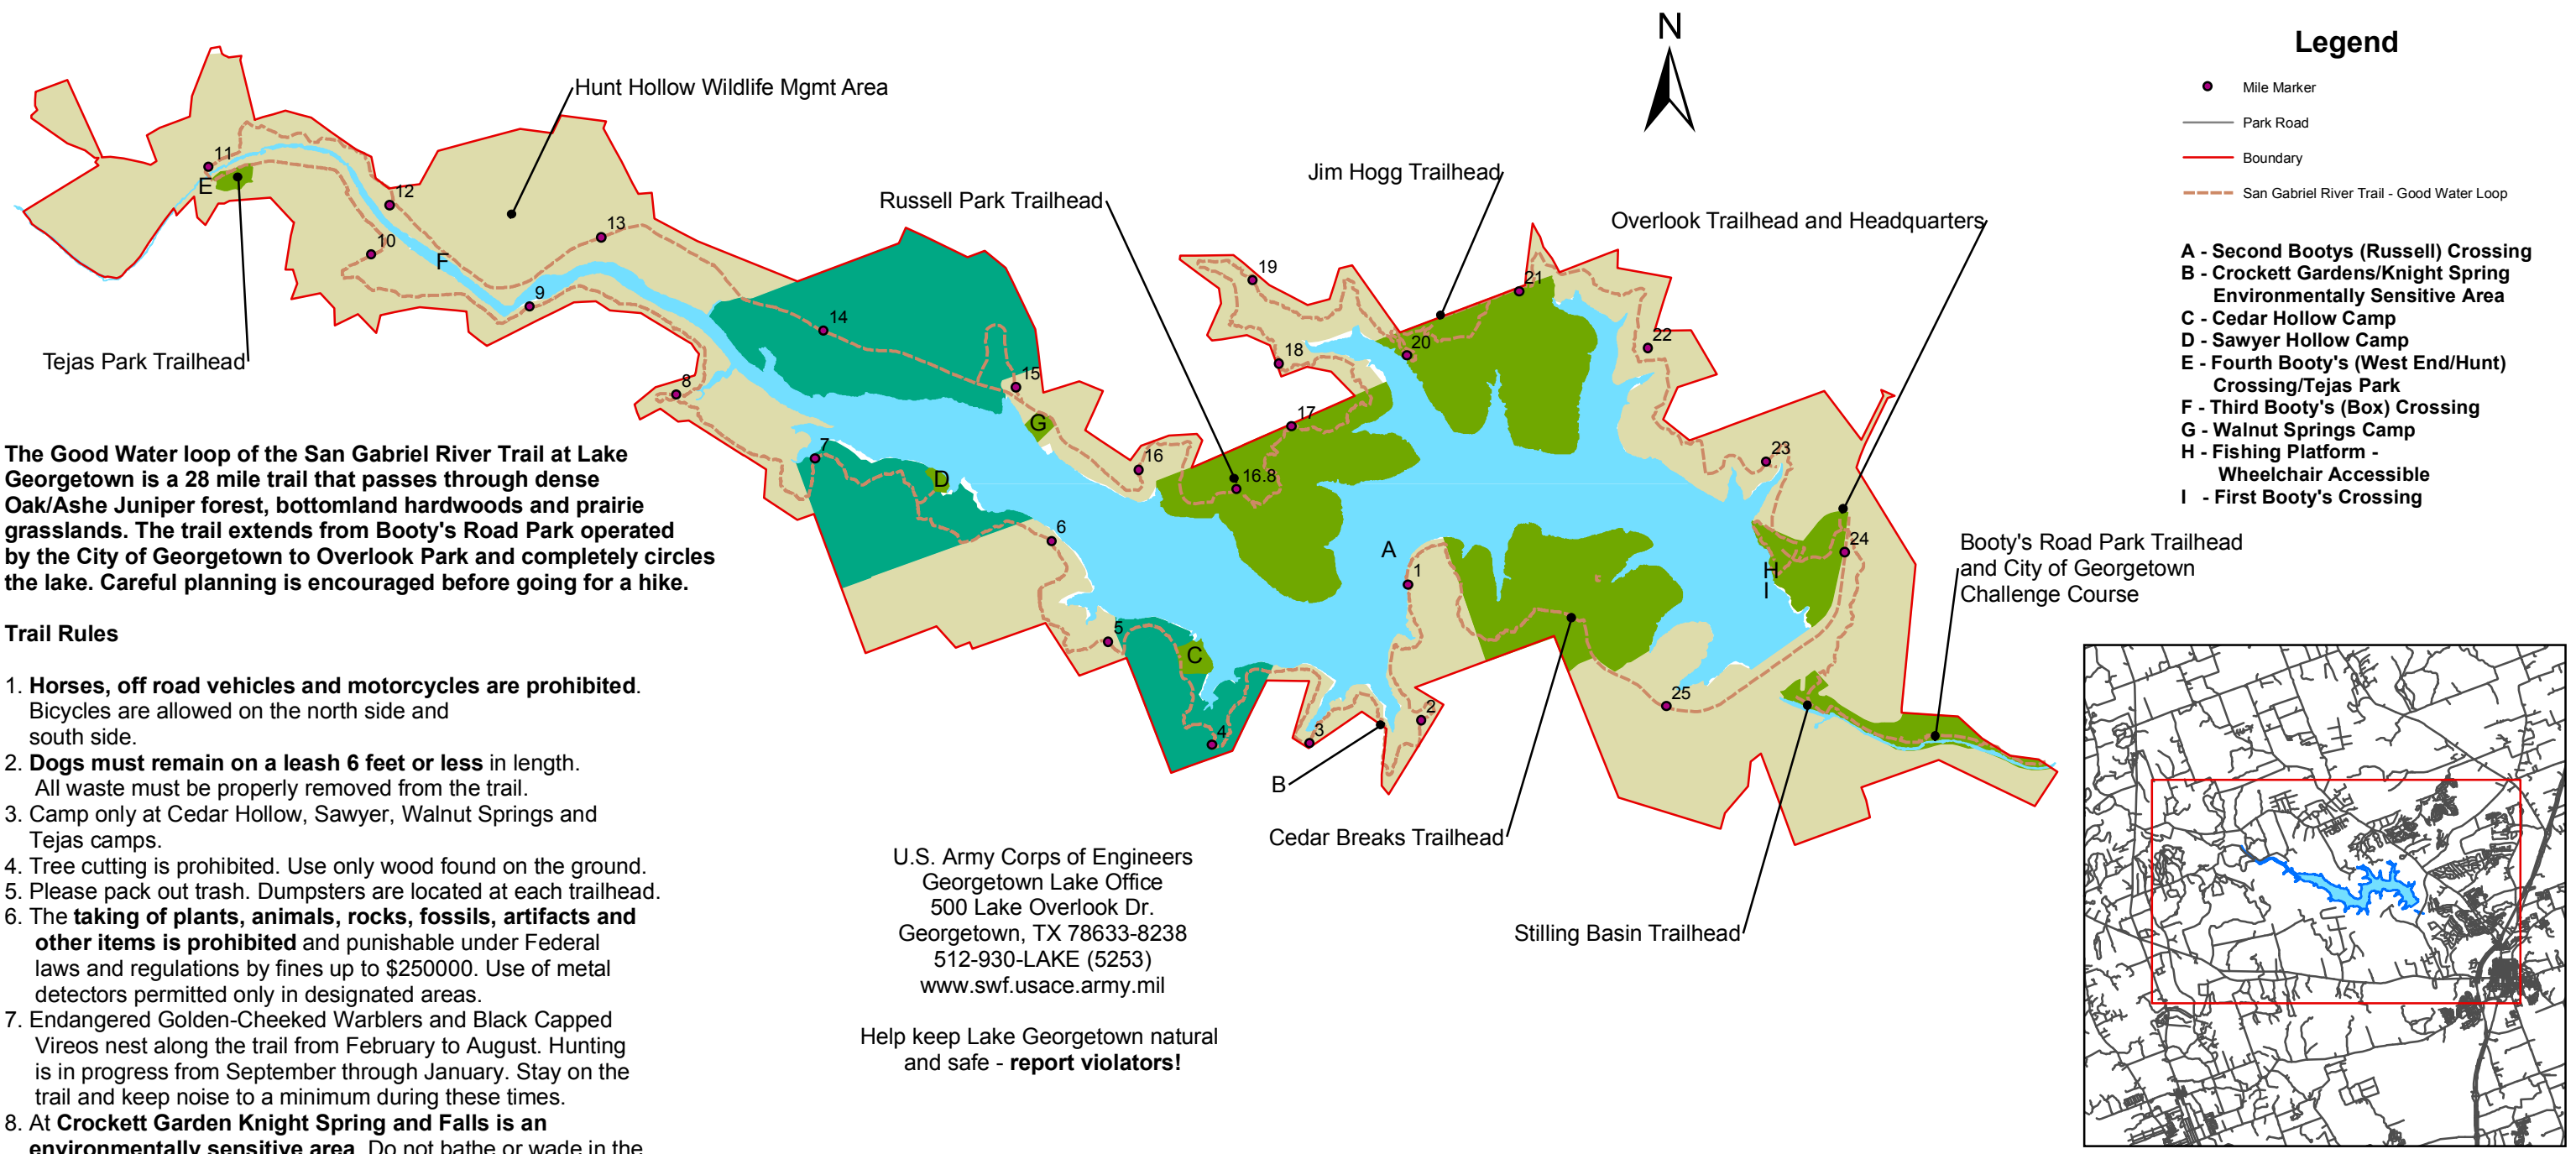 N
Legend
Mile Marker
Park Road
Boundary
San Gabriel River Trail - Good Water Loop
A - Second Bootys (Russell) Crossing
B - Crockett Gardens/Knight Spring
Environmentally Sensitive Area
C - Cedar Hollow Camp
D - Sawyer Hollow Camp
E - Fourth Booty's (West End/Hunt)
Crossing/Tejas Park
F - Third Booty's (Box) Crossing
G - Walnut Springs Camp
H - Fishing Platform -
Wheelchair Accessible
I - First Booty's Crossing
Hunt Hollow Wildlife Mgmt Area
Russell Park Trailhead
Jim Hogg Trailhead
Overlook Trailhead and Headquarters
Tejas Park Trailhead
Booty's Road Park Trailhead
and City of Georgetown
Challenge Course
Cedar Breaks Trailhead
Stilling Basin Trailhead
11
E
12
10
F
13
9
14
8
15
G
7
D
16
6
5
C
4
3
B
2
A
1
16.8
17
18
19
20
21
22
23
24
H
I
25
The Good Water loop of the San Gabriel River Trail at Lake
Georgetown is a 28 mile trail that passes through dense
Oak/Ashe Juniper forest, bottomland hardwoods and prairie
grasslands. The trail extends from Booty's Road Park operated
by the City of Georgetown to Overlook Park and completely circles
the lake. Careful planning is encouraged before going for a hike.
Trail Rules
1. Horses, off road vehicles and motorcycles are prohibited.
Bicycles are allowed on the north side and
south side.
2. Dogs must remain on a leash 6 feet or less in length.
All waste must be properly removed from the trail.
3. Camp only at Cedar Hollow, Sawyer, Walnut Springs and
Tejas camps.
4. Tree cutting is prohibited. Use only wood found on the ground.
5. Please pack out trash. Dumpsters are located at each trailhead.
6. The taking of plants, animals, rocks, fossils, artifacts and
other items is prohibited and punishable under Federal
laws and regulations by fines up to $250000. Use of metal
detectors permitted only in designated areas.
7. Endangered Golden-Cheeked Warblers and Black Capped
Vireos nest along the trail from February to August. Hunting
is in progress from September through January. Stay on the
trail and keep noise to a minimum during these times.
8. At Crockett Garden Knight Spring and Falls is an
environmentally sensitive area. Do not bathe or wade in the
U.S. Army Corps of Engineers
Georgetown Lake Office
500 Lake Overlook Dr.
Georgetown, TX 78633-8238
512-930-LAKE (5253)
www.swf.usace.army.mil
Help keep Lake Georgetown natural
and safe - report violators!